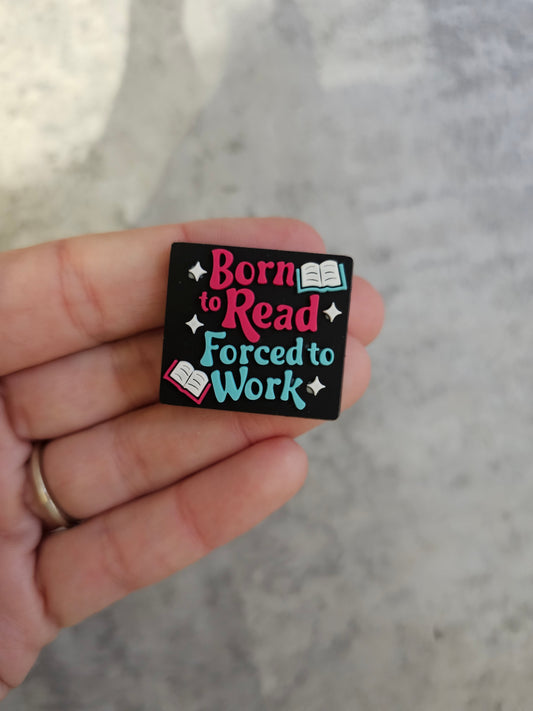 Born
to Read
Forced to
Work